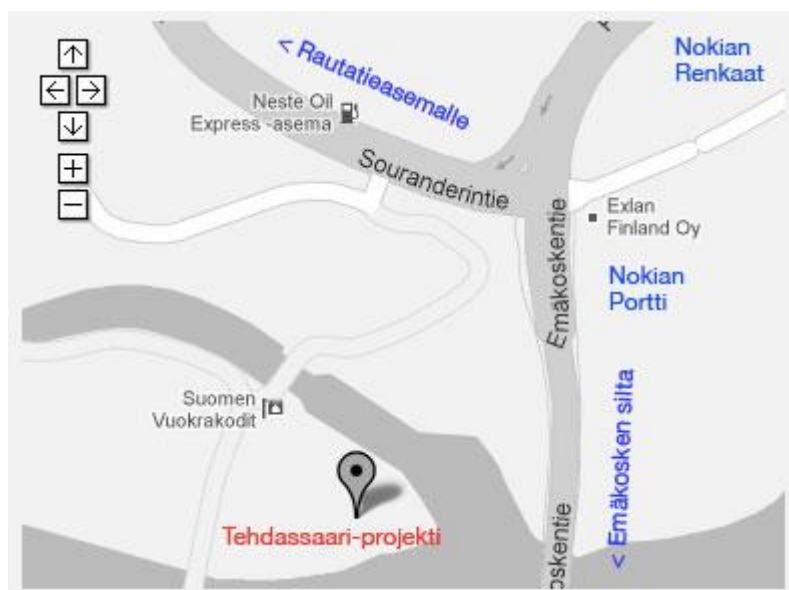 < Rautatieasemalle
Nokian
Renkaat
Neste Oil
Express -asema
Souranderintie
Emäkoskentie
Exlan
Finland Oy
Nokian
Portti
Suomen
Vuokrakodit
< Emäkosken silta
Tehdassaari-projekti
oskentie